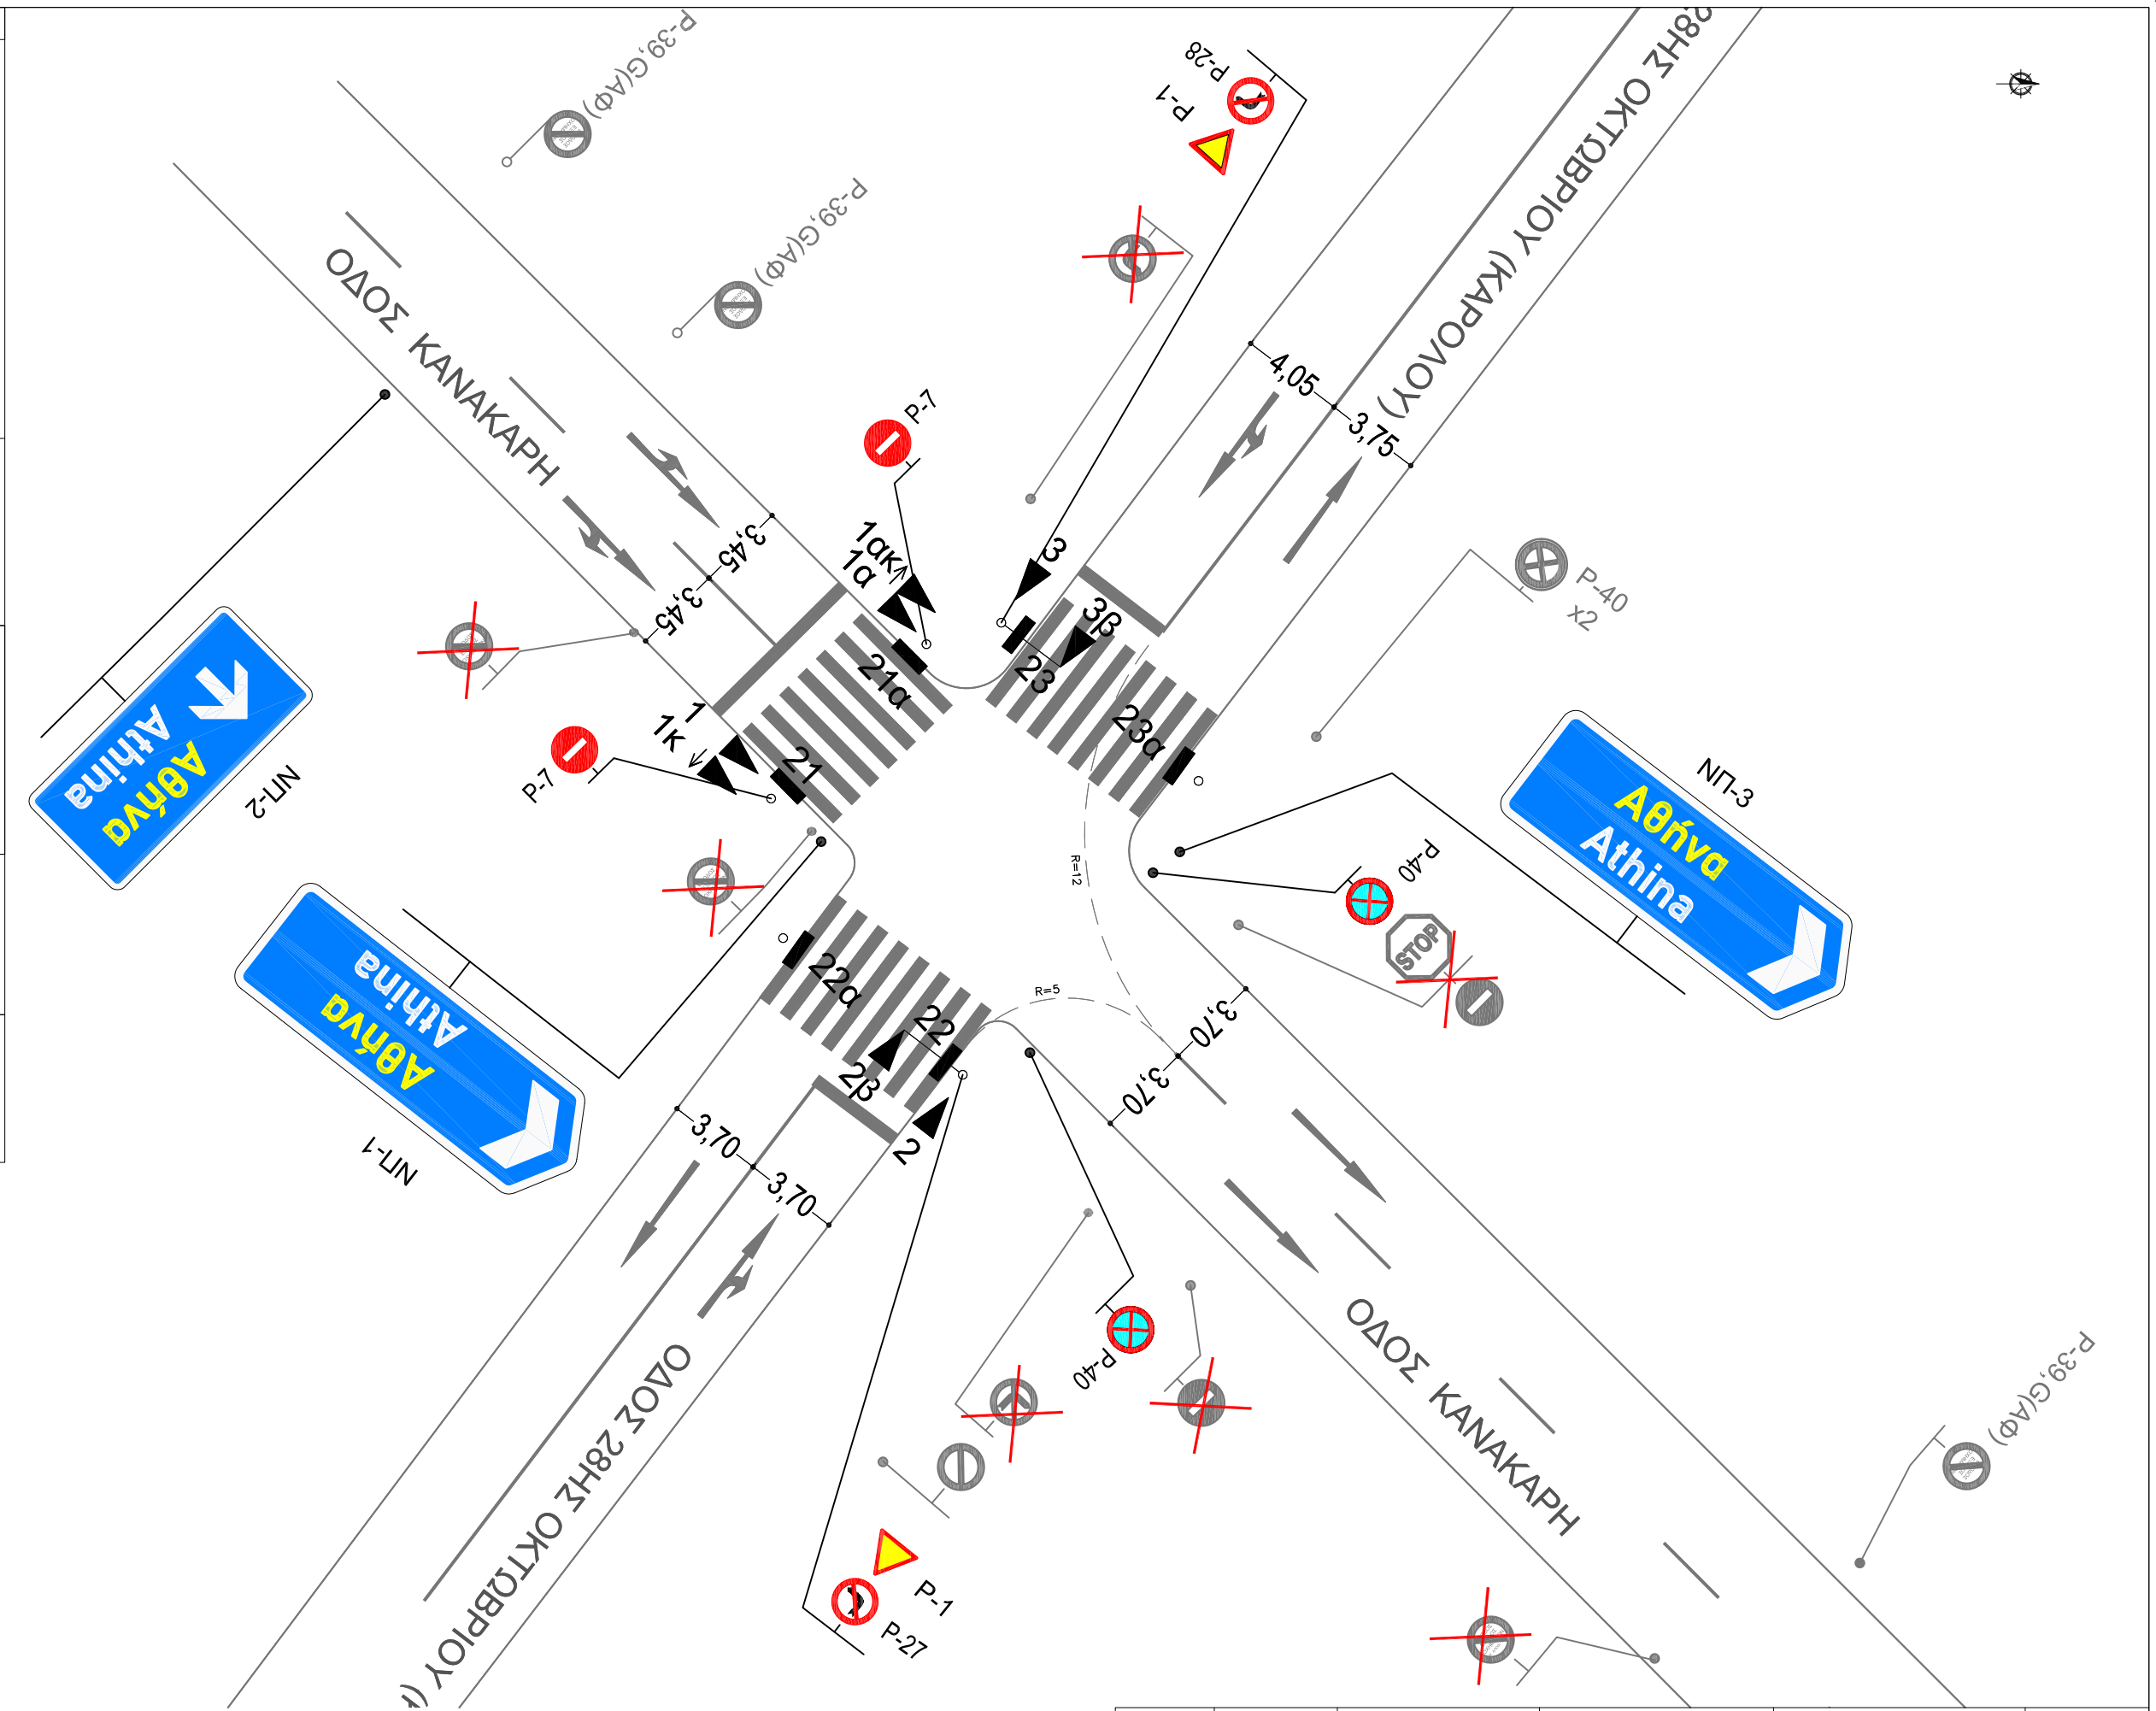 Ρ-39,G(ΑΦ)
Ρ-39,G(ΑΦ)
Ρ-28
Ρ-1
28ΗΣ ΟΚΤΩΒΡΙΟΥ (ΚΑΡΟΛΟΥ)
ΟΔΟΣ ΚΑΝΑΚΑΡΗ
Ρ-7
4,05
3,75
3,45
3,45
1ακ
1α
3
3β
23
23α
21α
21
1
1κ
Ρ-7
Ρ-40
x2
Αθήνα
Athina
ΝΠ-2
Αθήνα
Athina
ΝΠ-3
R=12
Ρ-40
STOP
Αθήνα
Athina
ΝΠ-1
22α
22
2β
2
R=5
3,70
3,70
3,70
3,70
ΟΔΟΣ 28ΗΣ ΟΚΤΩΒΡΙΟΥ (
Ρ-40
ΟΔΟΣ ΚΑΝΑΚΑΡΗ
Ρ-39,G(ΑΦ)
Ρ-1
Ρ-27